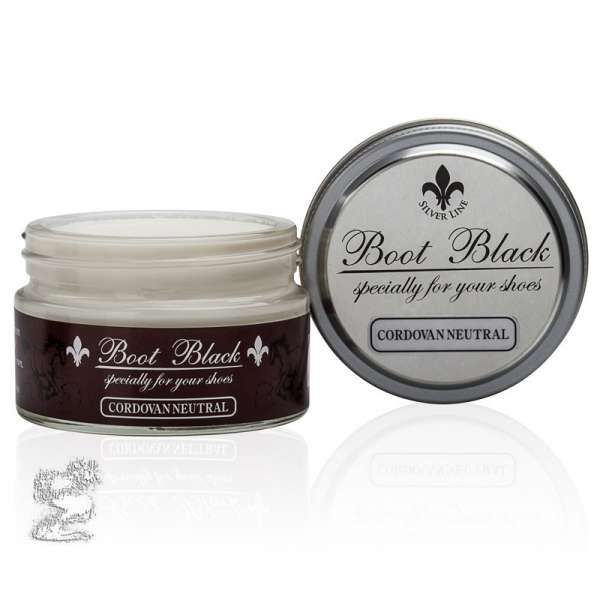 Boot Black
specially for your shoes
CORDOVAN NEUTRAL
SILVER LINE
Boot Black
specially for your shoes
CORDOVAN NEUTRAL